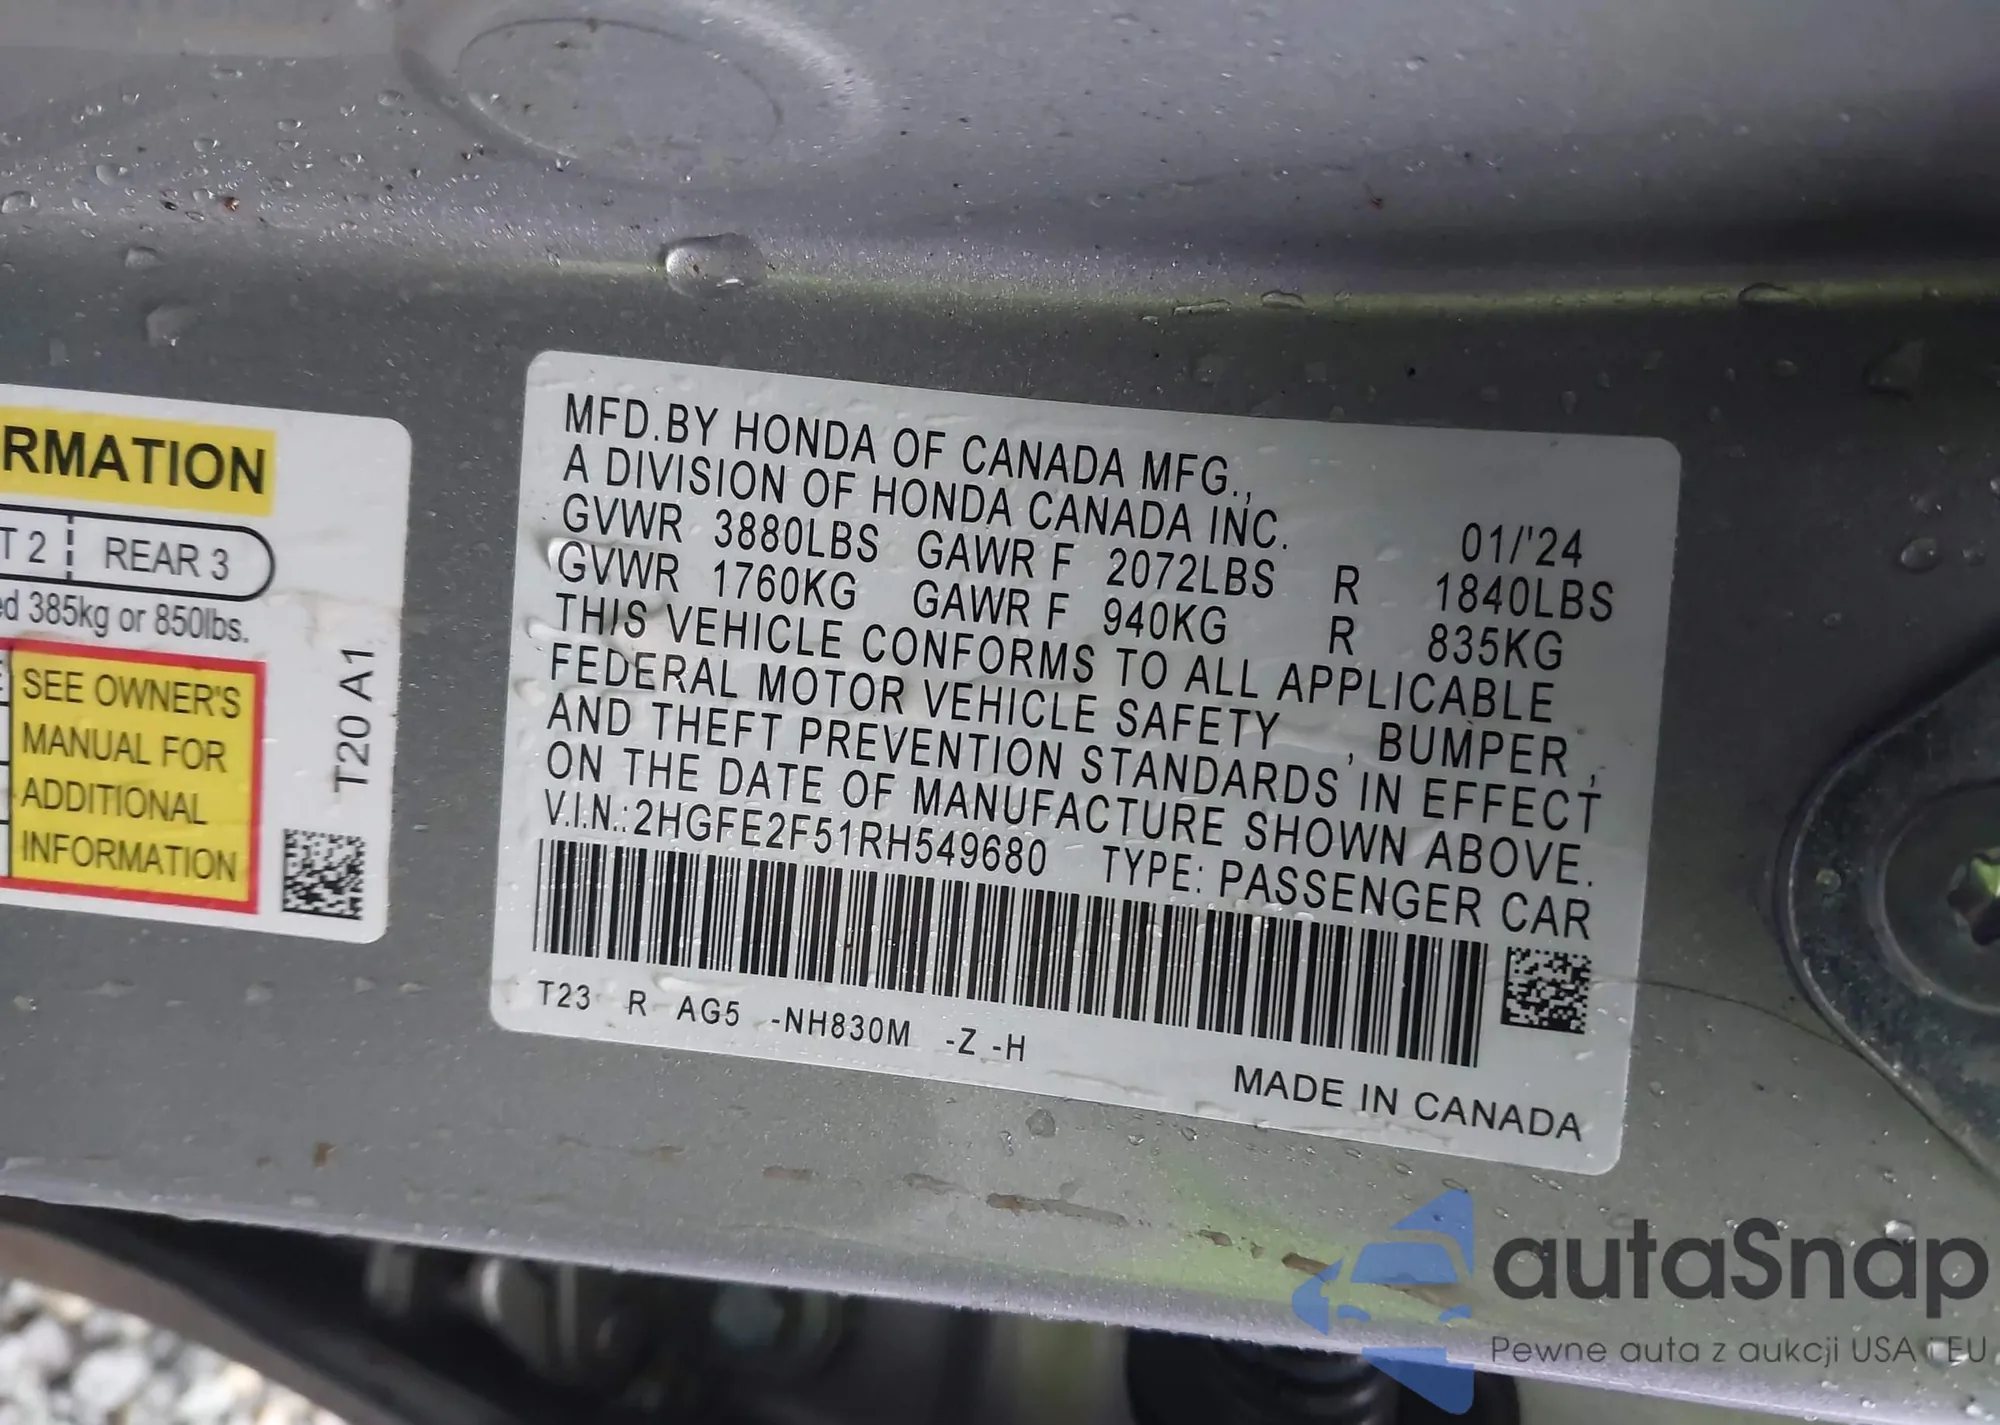 RMATION
T 2 REAR 3
ed 385kg or 850lbs.
SEE OWNER'S
MANUAL FOR
ADDITIONAL
INFORMATION
T20 A1
MFD.BY HONDA OF CANADA MFG.,
A DIVISION OF HONDA CANADA INC. 01/'24
GVWR 3880LBS GAWR F 2072LBS R 1840LBS
GVWR 1760KG GAWR F 940KG R 835KG
THIS VEHICLE CONFORMS TO ALL APPLICABLE
FEDERAL MOTOR VEHICLE SAFETY , BUMPER ,
AND THEFT PREVENTION STANDARDS IN EFFECT
ON THE DATE OF MANUFACTURE SHOWN ABOVE.
V.I.N.:2HGFE2F51RH549680 TYPE: PASSENGER CAR
T23 R AG5 -NH830M -Z -H
MADE IN CANADA
autaSnap
Pewne auta z aukcji USA i EU